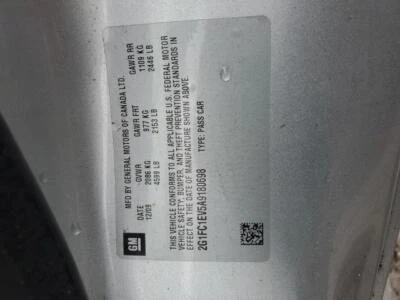 MFD BY GENERAL MOTORS OF CANADA LTD.
DATE GVWR GAWR FRT GAWR RR
12/09 2086 KG 977 KG 1109 KG
4599 LB 2153 LB 2446 LB
THIS VEHICLE CONFORMS TO ALL APPLICABLE U.S. FEDERAL MOTOR
VEHICLE SAFETY, BUMPER, AND THEFT PREVENTION STANDARDS IN
EFFECT ON THE DATE OF MANUFACTURE SHOWN ABOVE.
2G1FC1EV5A9180698 TYPE: PASS CAR
GM